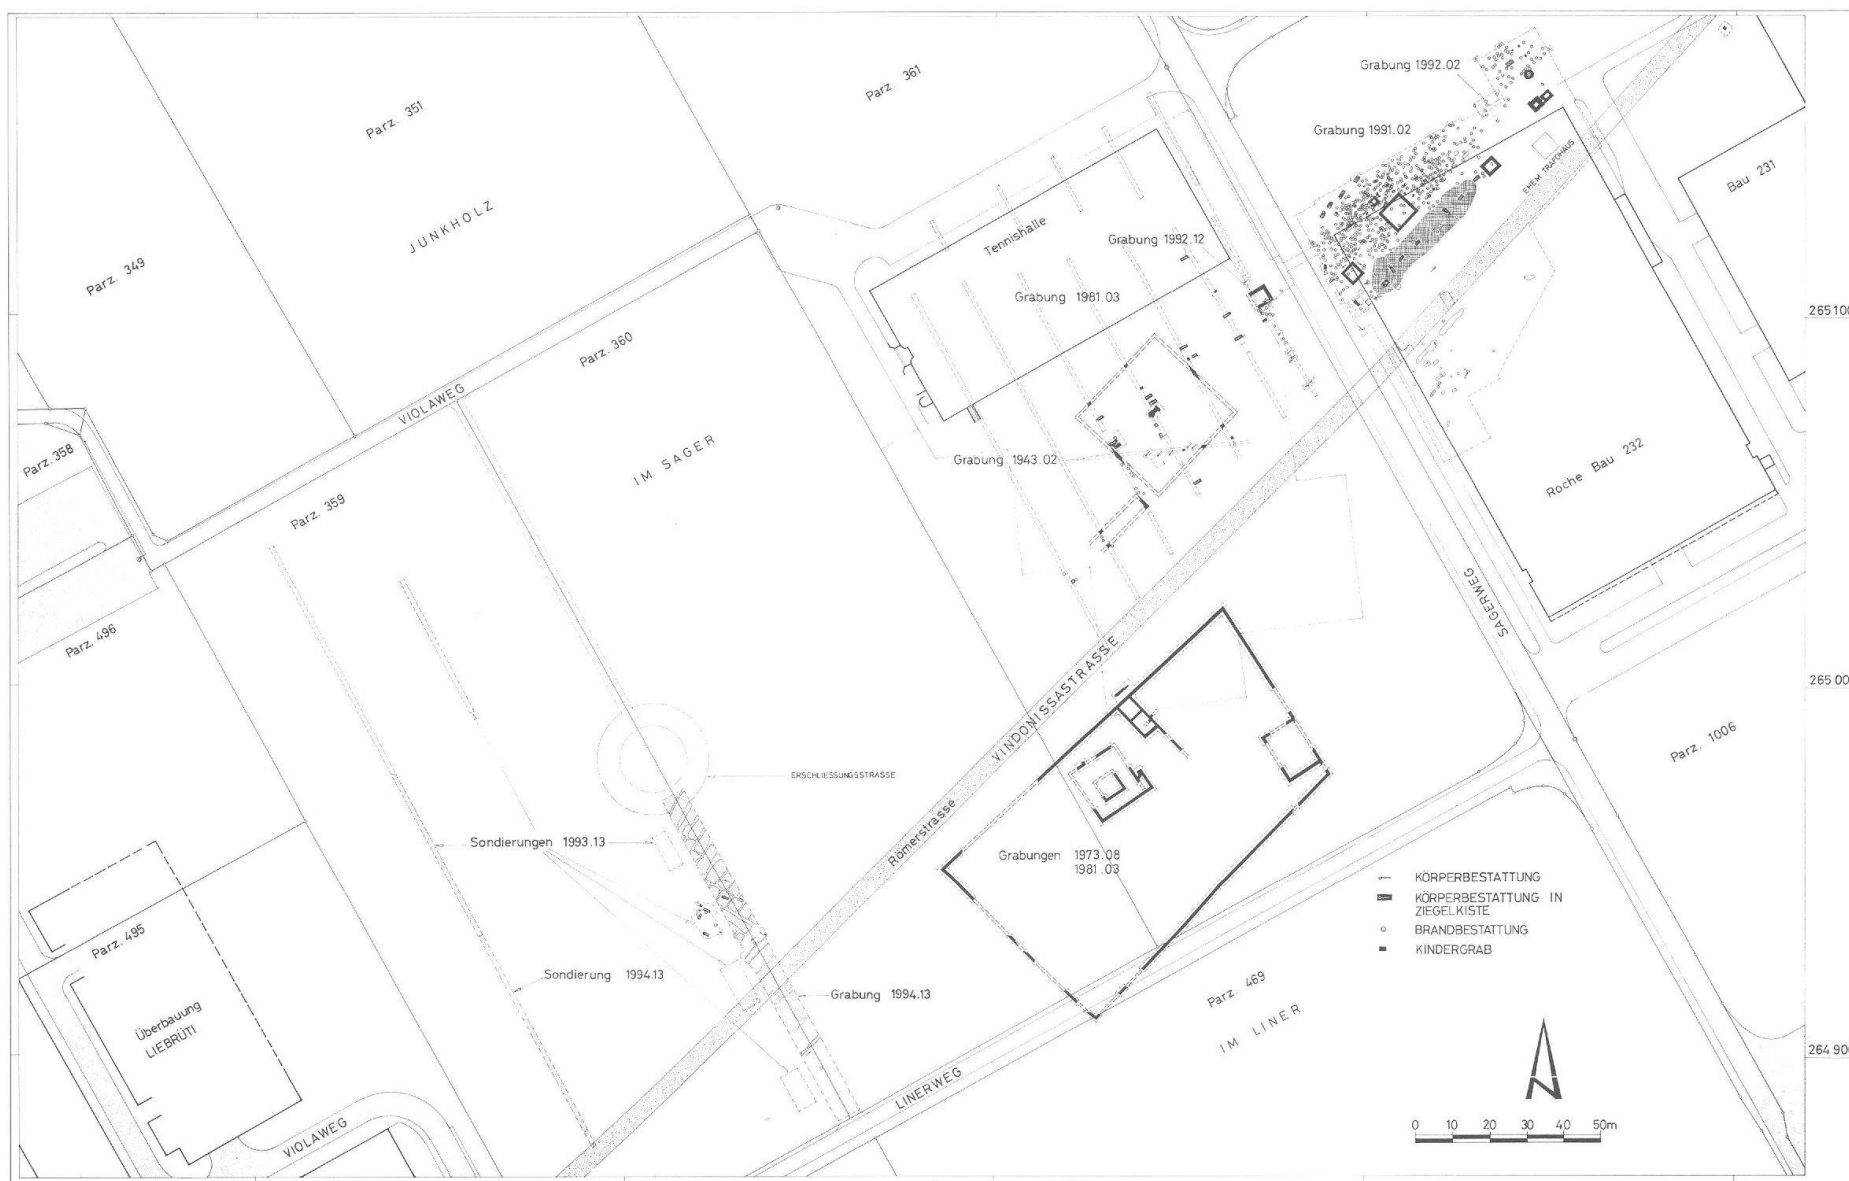 Parz. 361
Grabung 1992.02
Parz. 351
Grabung 1991.02
EHEM. TRAFOHAUS
Bau 231
JUNKHOLZ
Tennishalle
Grabung 1992.12
Parz. 349
Grabung 1981.03
265100
Parz. 360
VIOLAWEG
IM SAGER
Parz. 358
Grabung 1943.02
Roche Bau 232
Parz. 359
SAGERWEG
Parz. 496
VINDONISSASTRASSE
265 00
Parz. 1006
ERSCHLIESSUNGSSTRASSE
Römerstrasse
Sondierungen 1993.13
Grabungen 1973.08
1981.03
KÖRPERBESTATTUNG
KÖRPERBESTATTUNG IN
ZIEGELKISTE
BRANDBESTATTUNG
KINDERGRAB
Parz. 495
Sondierung 1994.13
Grabung 1994.13
Parz. 469
IM LINER
Überbauung
LIEBRÜTI
264 900
LINERWEG
VIOLAWEG
N
0 10 20 30 40 50m